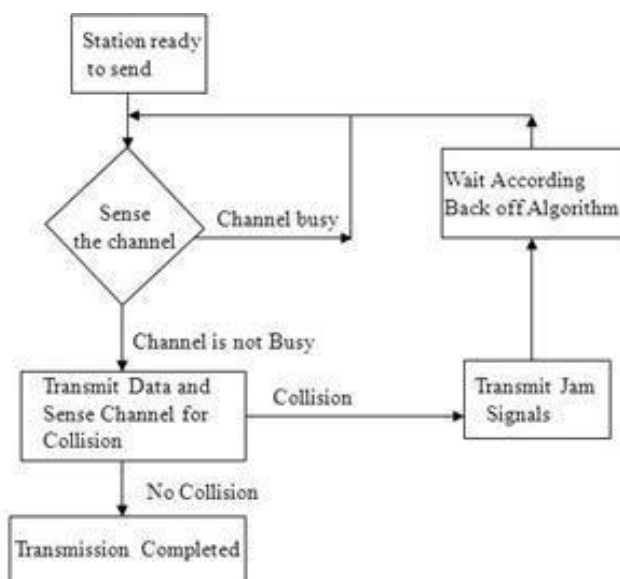 Station ready
to send
Sense
the channel
Channel busy
Wait According
Back off Algorithm
Channel is not Busy
Transmit Data and
Sense Channel for
Collision
Collision
Transmit Jam
Signals
No Collision
Transmission Completed